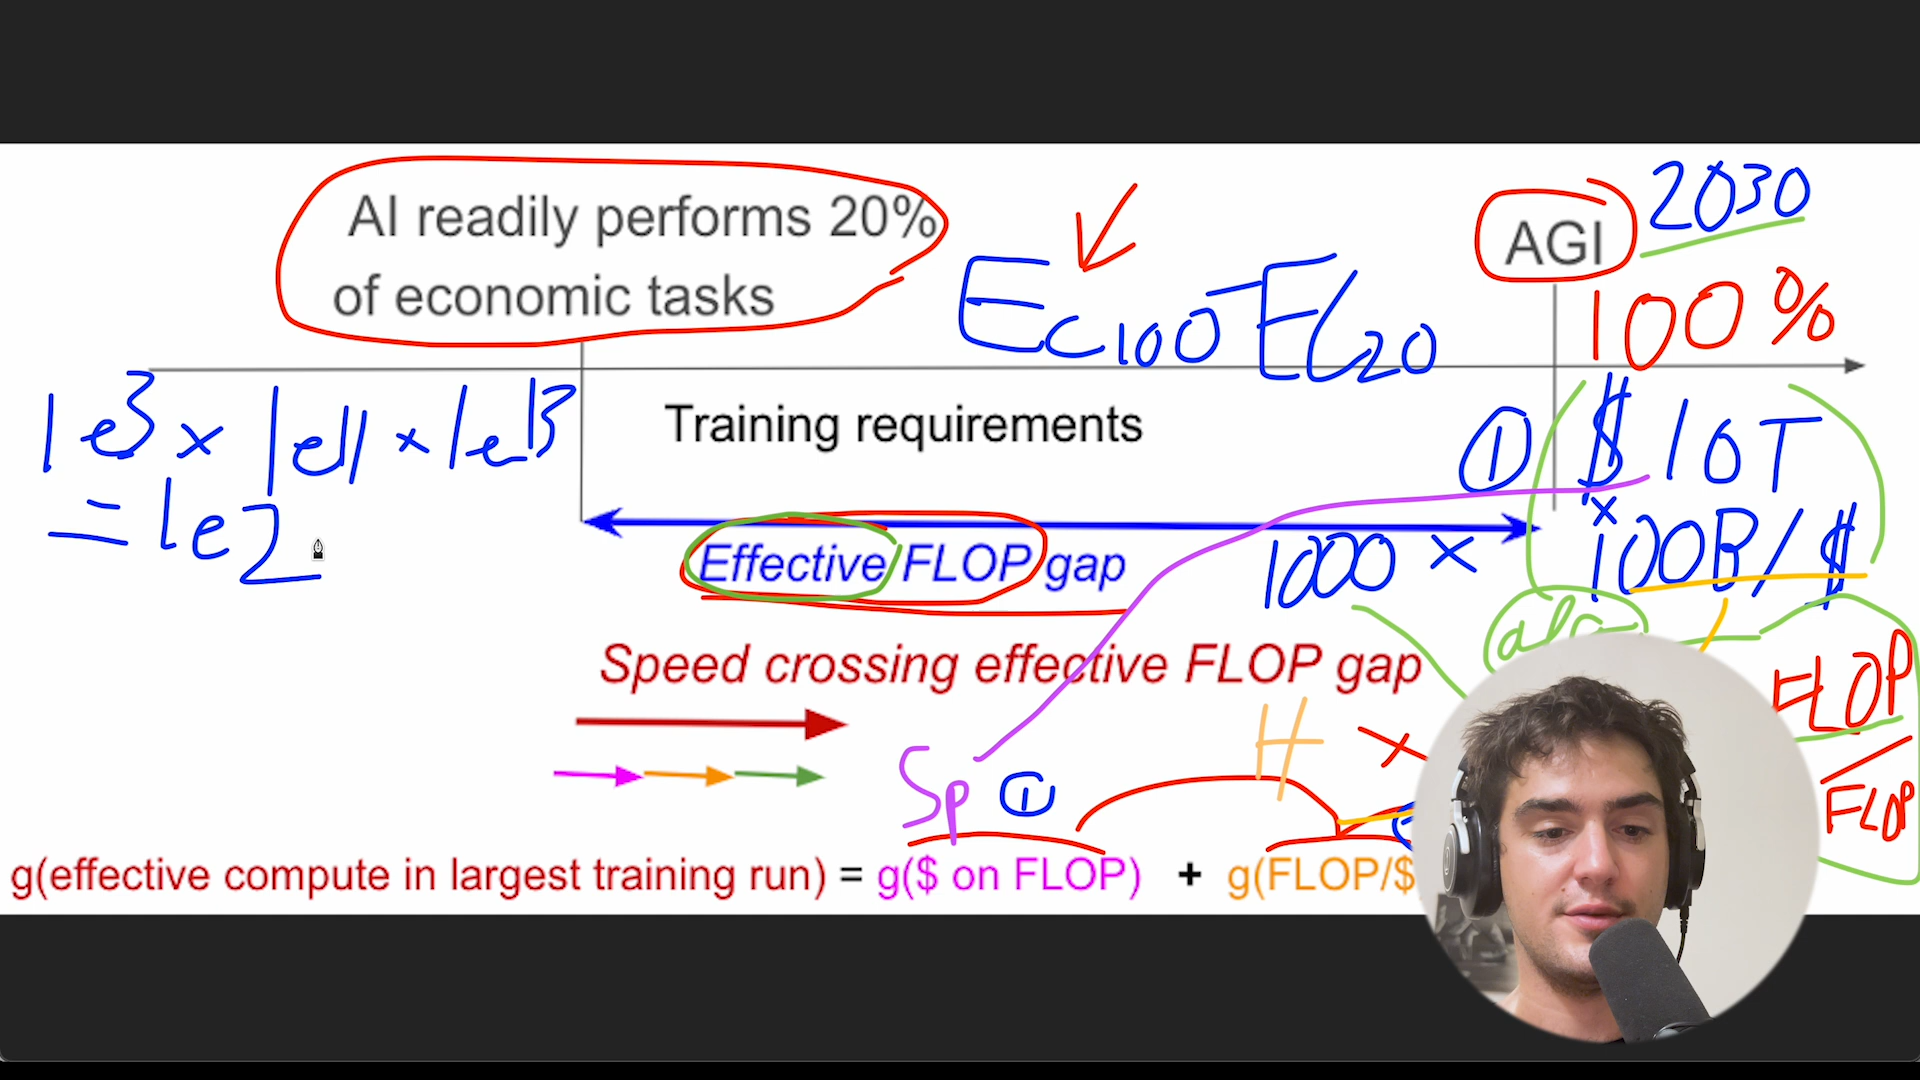 AI readily performs 20%
of economic tasks
AGI
2030
100%
EC100-EC20
1e3 x 1e11 x 1e13
= 1e2
Training requirements
① $10T
x
1000 x 100B/$
Effective FLOP gap
Speed crossing effective FLOP gap
FLOP
FLOP
H
x
Sp ①
g(effective compute in largest training run) = g($ on FLOP) + g(FLOP/$